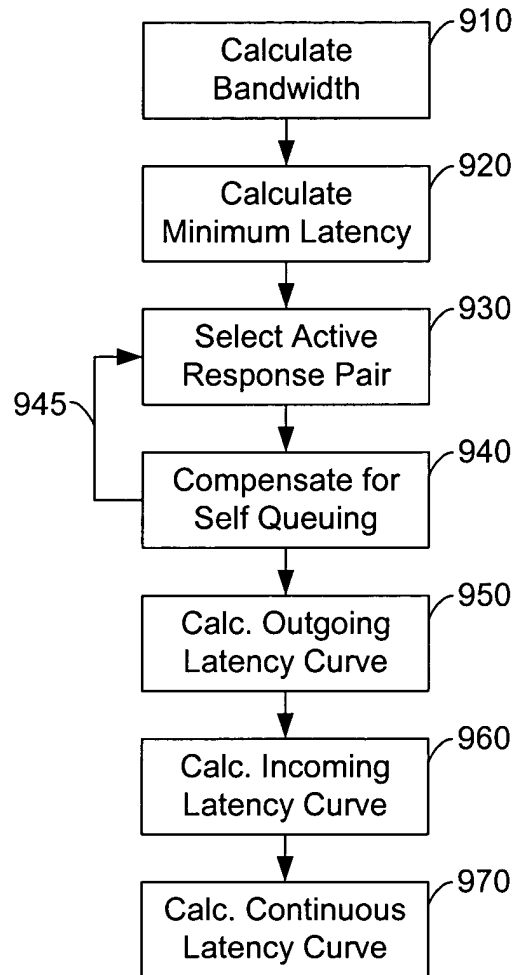 910
Calculate
Bandwidth
920
Calculate
Minimum Latency
930
Select Active
Response Pair
945
940
Compensate for
Self Queuing
950
Calc. Outgoing
Latency Curve
960
Calc. Incoming
Latency Curve
970
Calc. Continuous
Latency Curve